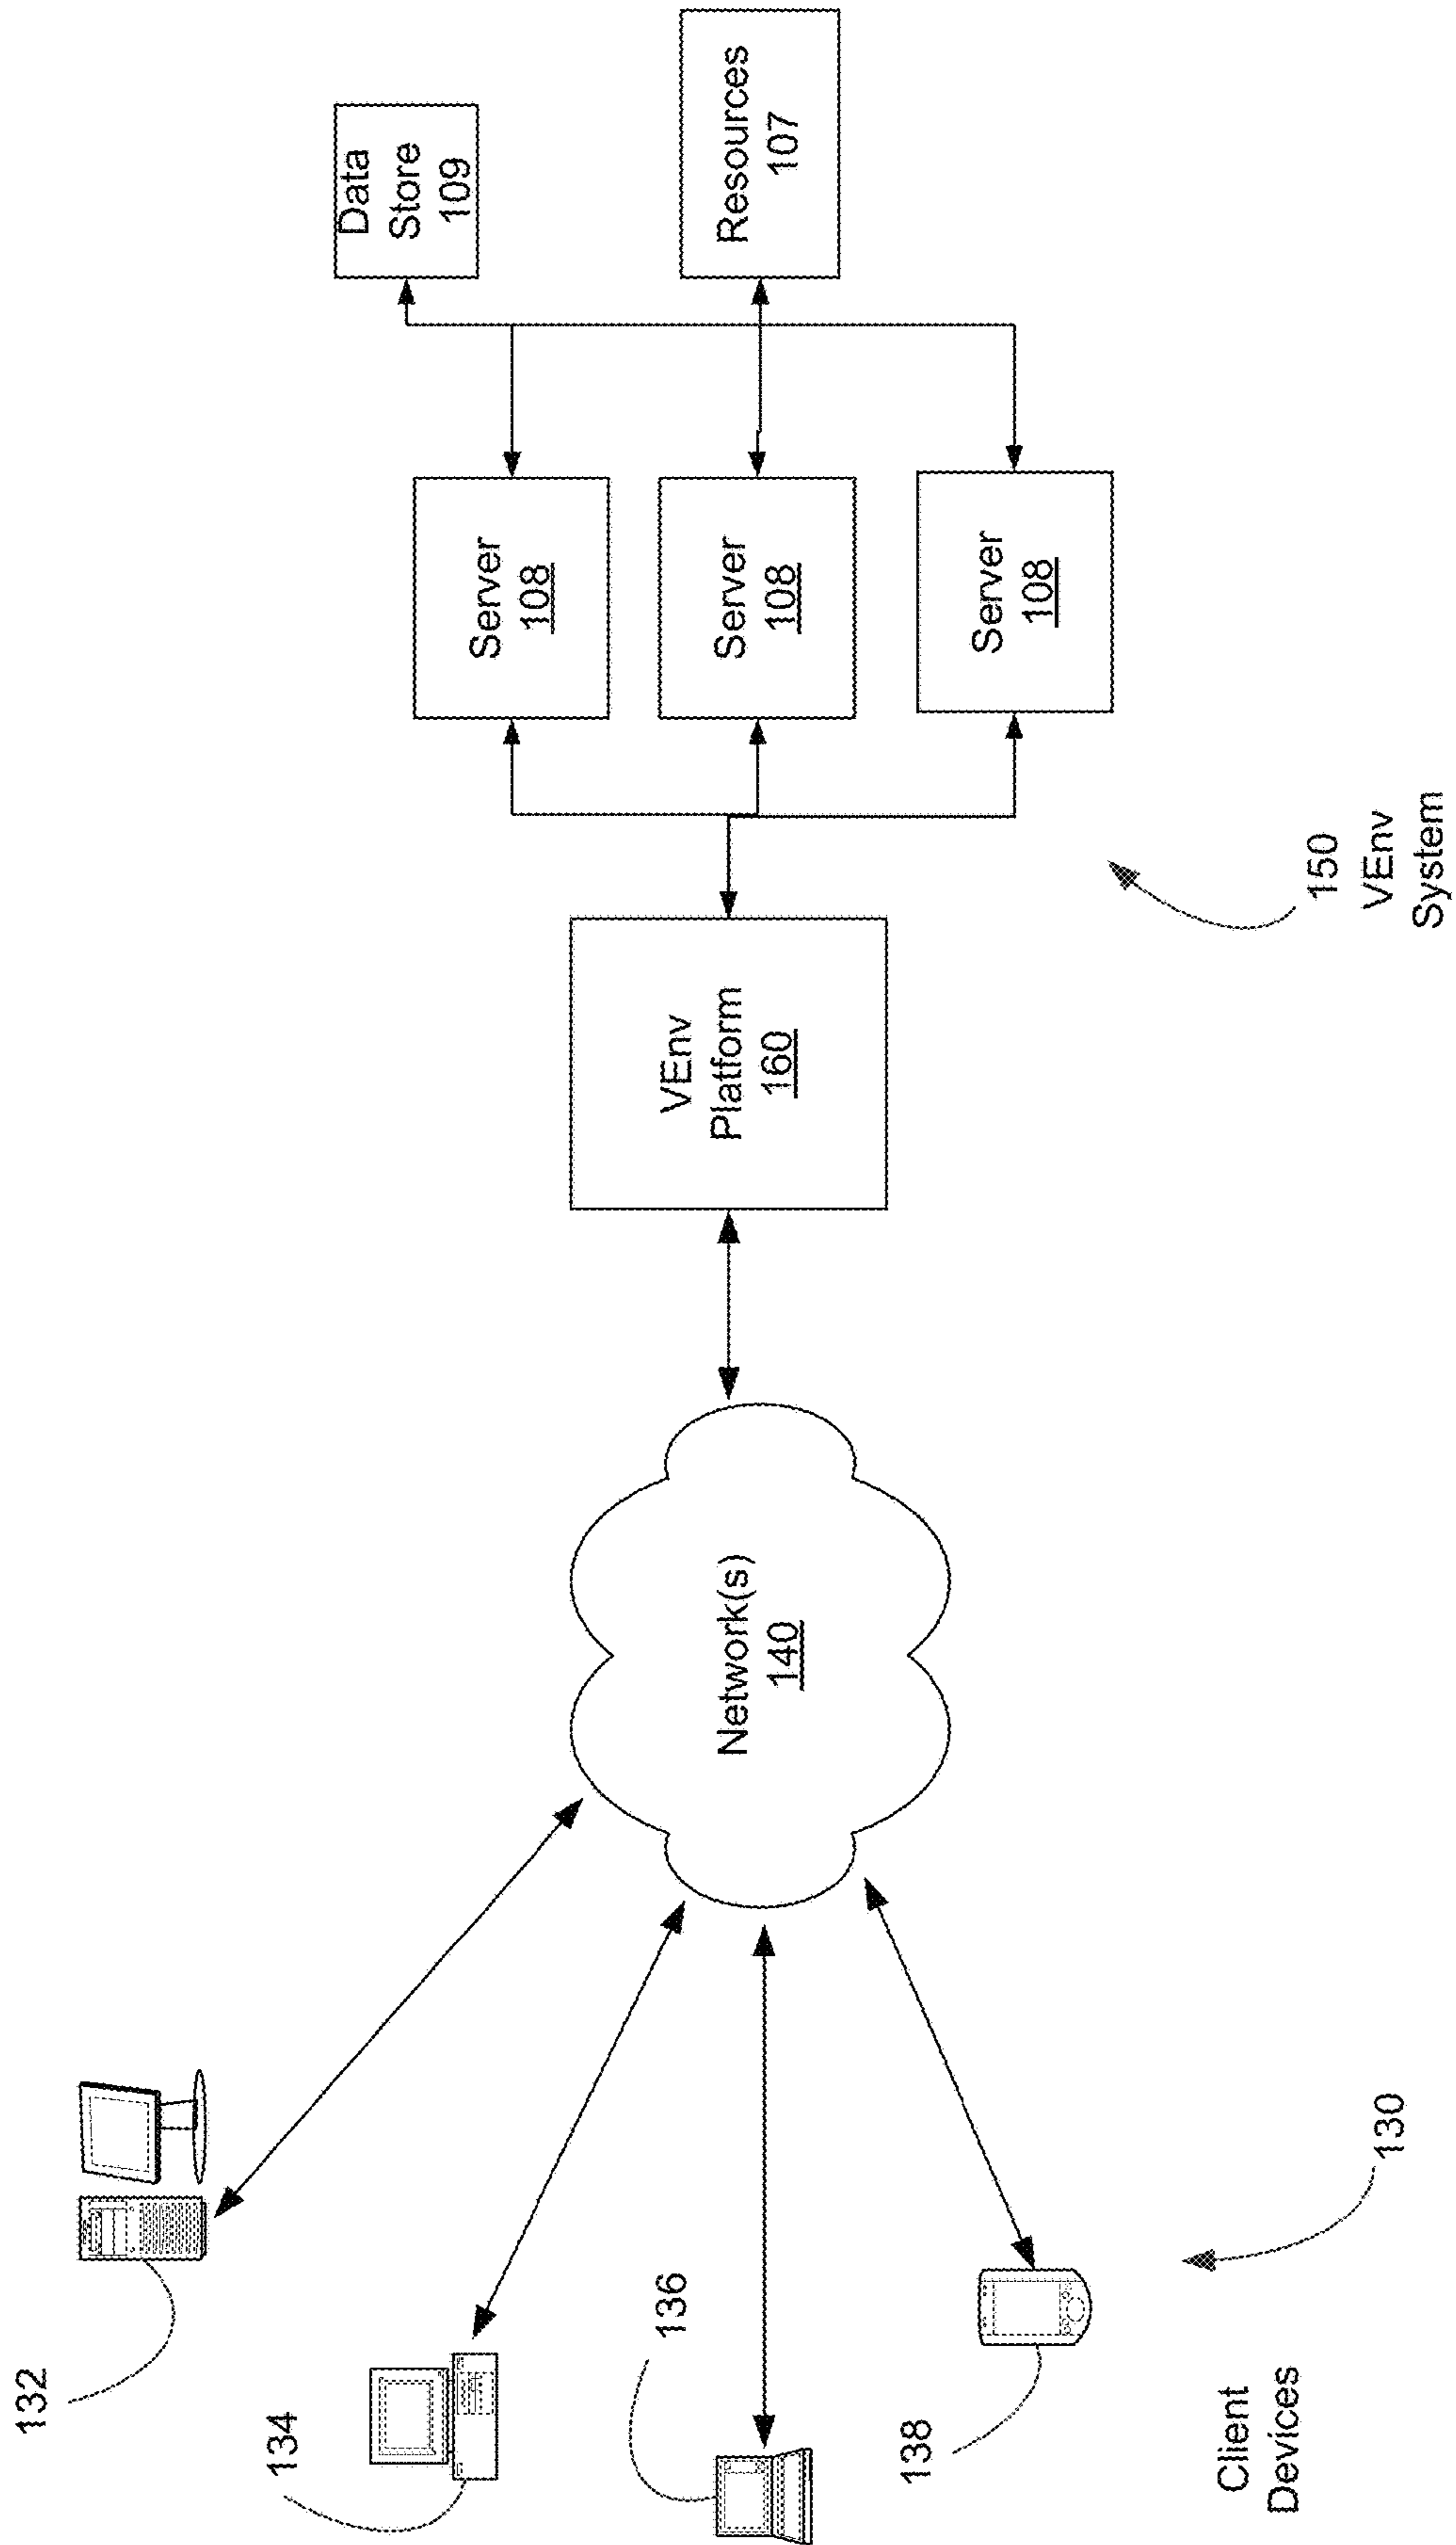 132
134
136
138
Client
Devices
130
Network(s)
140
VEnv
Platform
160
150
VEnv
System
Server
108
Server
108
Server
108
Data
Store
109
Resources
107